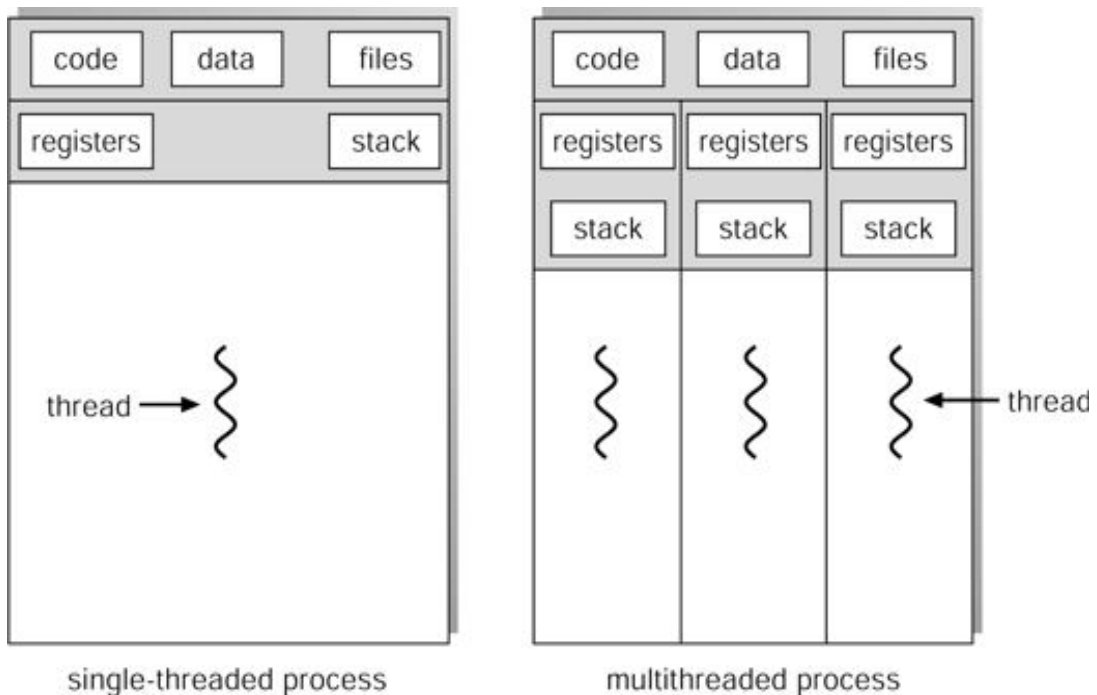 code data files
registers stack
thread
single-threaded process
code data files
registers registers registers
stack stack stack
thread
multithreaded process